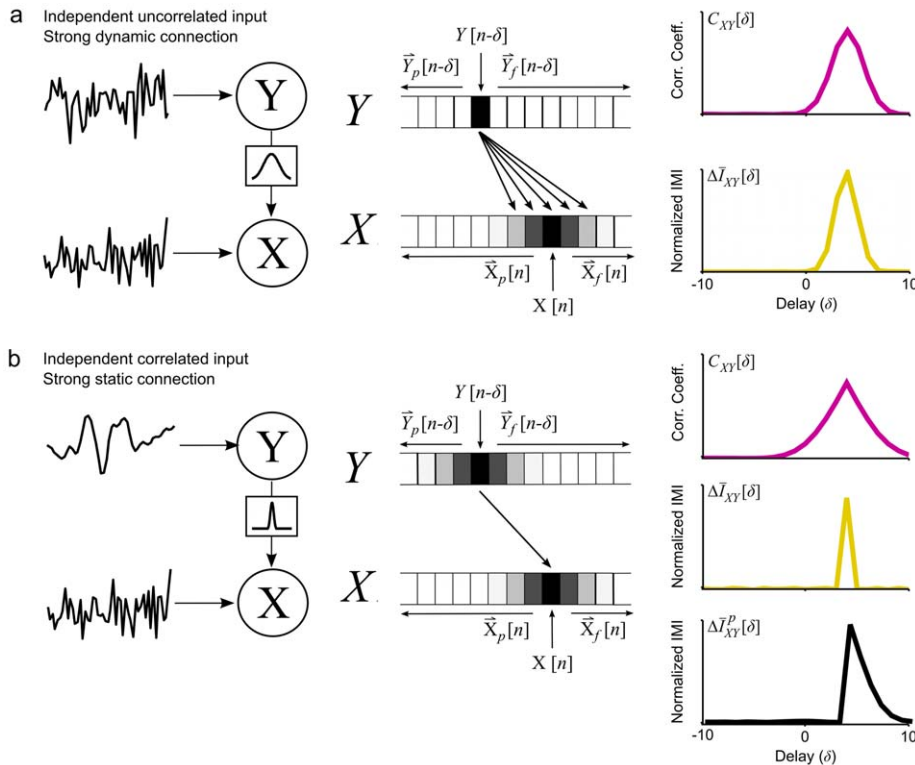 a
Independent uncorrelated input
Strong dynamic connection
Y
X
Y [n-δ]
Y⃗p[n-δ]
Y⃗f[n-δ]
Y
X
X⃗p[n]
X⃗f[n]
X [n]
CXY[δ]
Corr. Coeff.
ΔĪXY[δ]
Normalized IMI
-10
0
10
Delay (δ)
b
Independent correlated input
Strong static connection
Y
X
Y [n-δ]
Y⃗p[n-δ]
Y⃗f[n-δ]
Y
X
X⃗p[n]
X⃗f[n]
X [n]
CXY[δ]
Corr. Coeff.
ΔĪXY[δ]
Normalized IMI
ΔĪᵖXY[δ]
Normalized IMI
-10
0
10
Delay (δ)